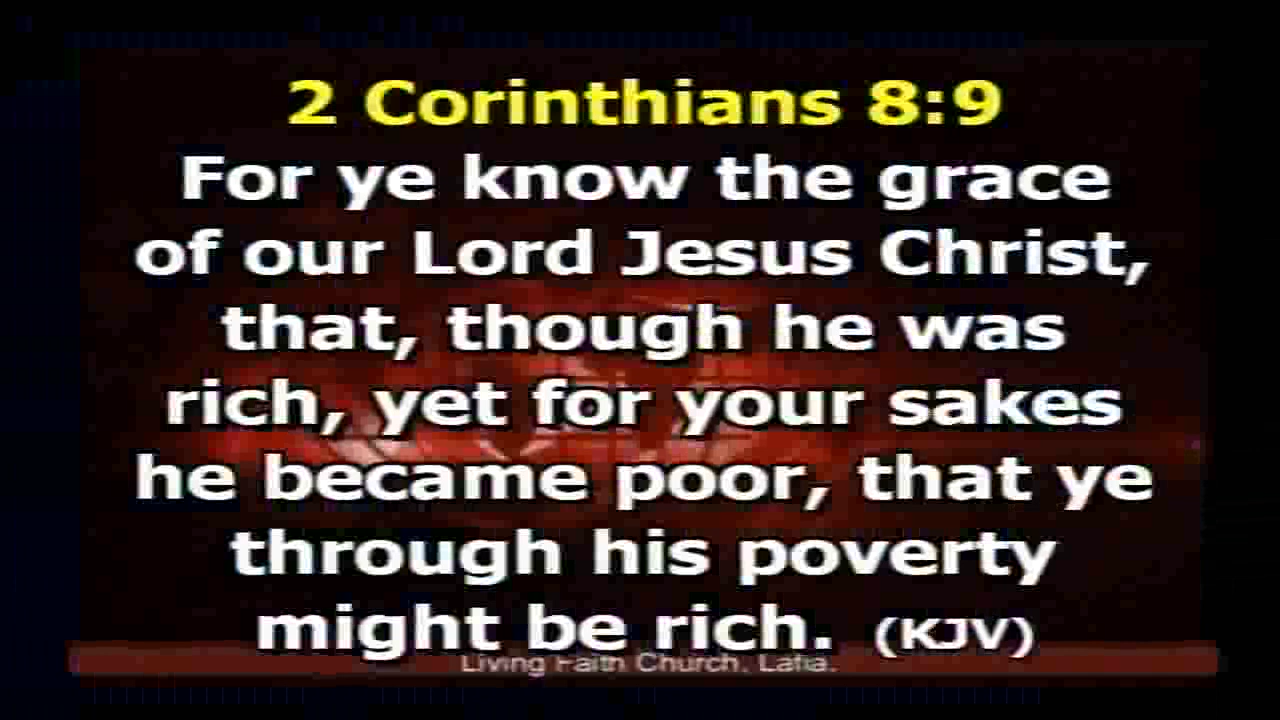 2 Corinthians 8:9
For ye know the grace
of our Lord Jesus Christ,
that, though he was
rich, yet for your sakes
he became poor, that ye
through his poverty
might be rich. (KJV)
Living Faith Church, Lafia.